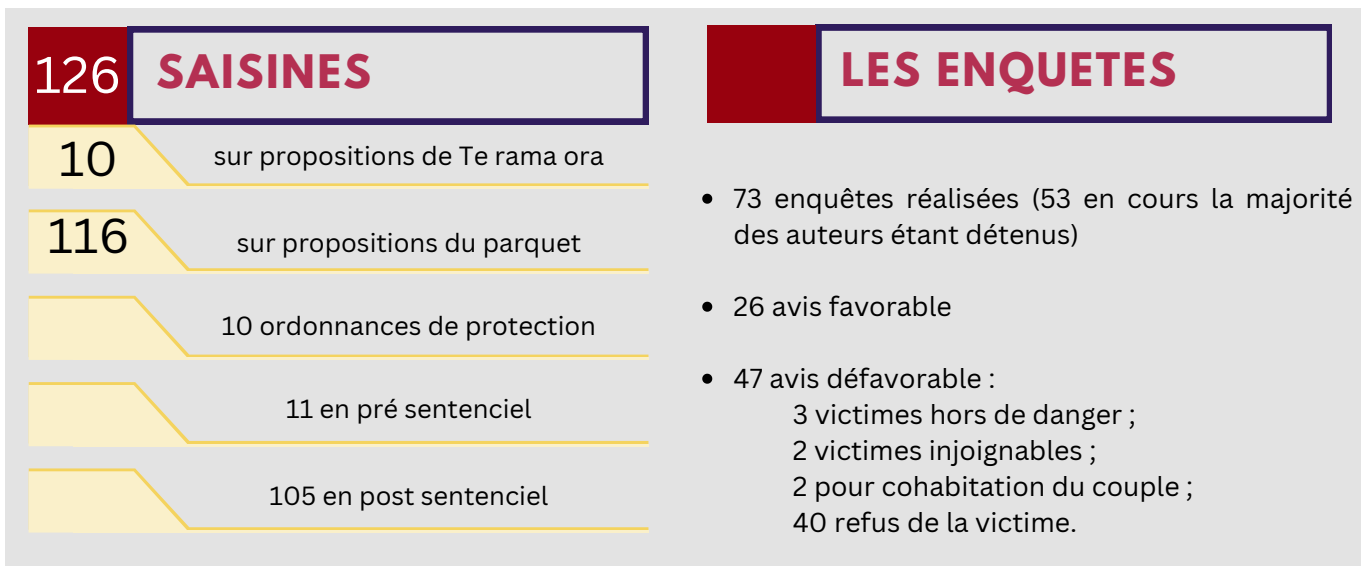 126 SAISINES
10 sur propositions de Te rama ora
116 sur propositions du parquet
10 ordonnances de protection
11 en pré sentenciel
105 en post sentenciel
LES ENQUETES
• 73 enquêtes réalisées (53 en cours la majorité
des auteurs étant détenus)
• 26 avis favorable
• 47 avis défavorable :
3 victimes hors de danger ;
2 victimes injoignables ;
2 pour cohabitation du couple ;
40 refus de la victime.